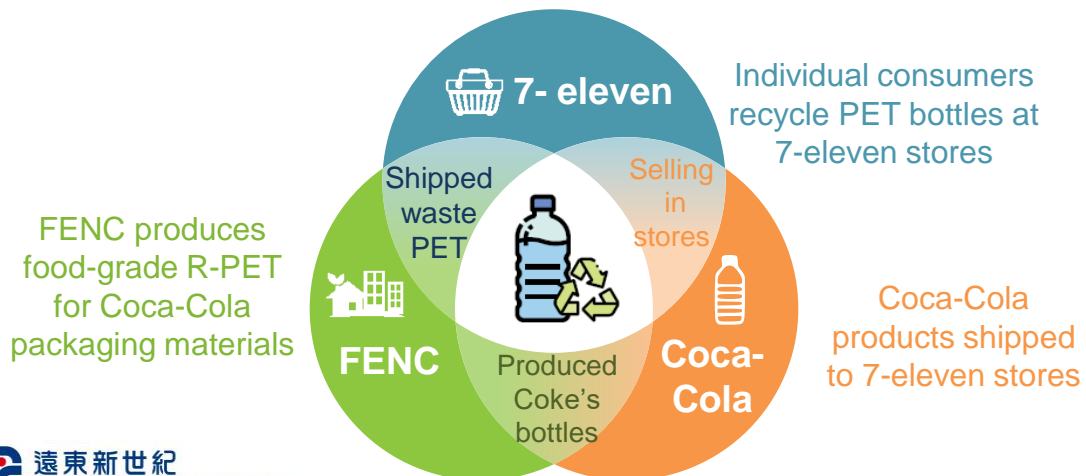 7- eleven
Individual consumers
recycle PET bottles at
7-eleven stores
Shipped
waste
PET
Selling
in
stores
FENC produces
food-grade R-PET
for Coca-Cola
packaging materials
FENC
Coca-
Cola
Coca-Cola
products shipped
to 7-eleven stores
Produced
Coke's
bottles
遠東新世紀